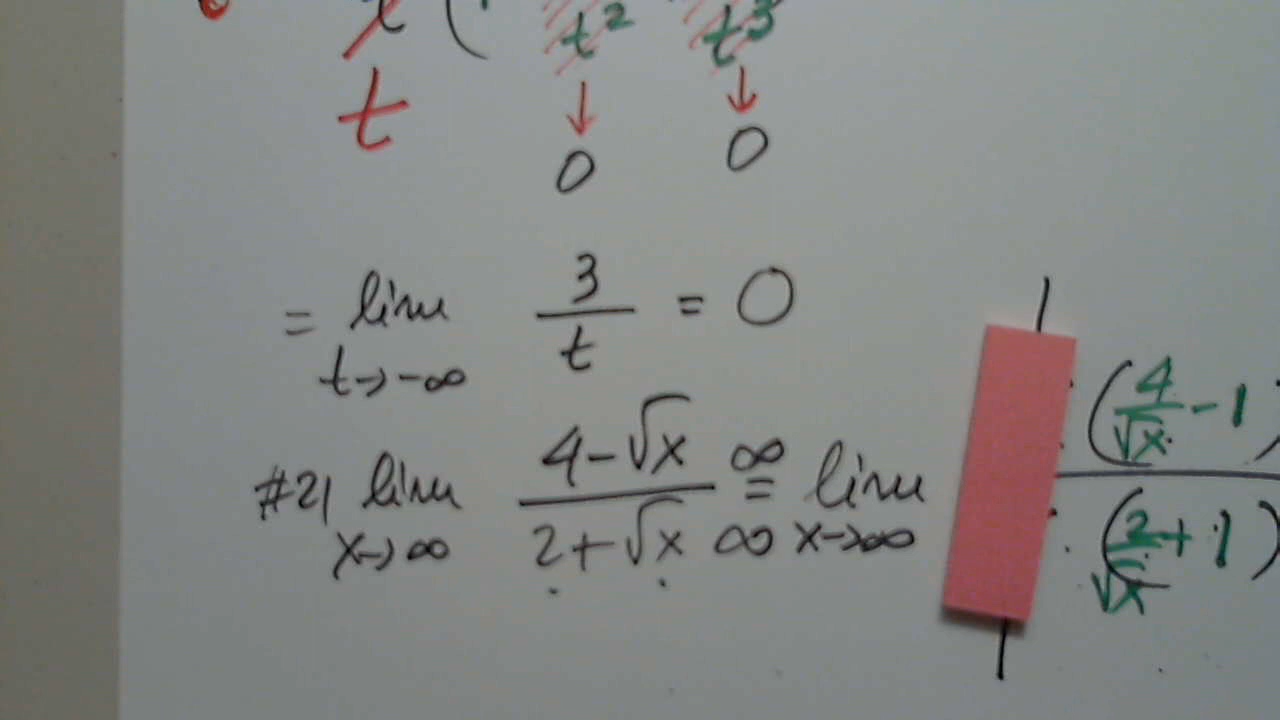 t² t³
t
0 0
= lim t→-∞ 3/t = 0
#21 lim x→∞ (4-√x)/(2+√x) ∞/∞ = lim x→∞ (4/√x - 1)/(2/√x + 1)